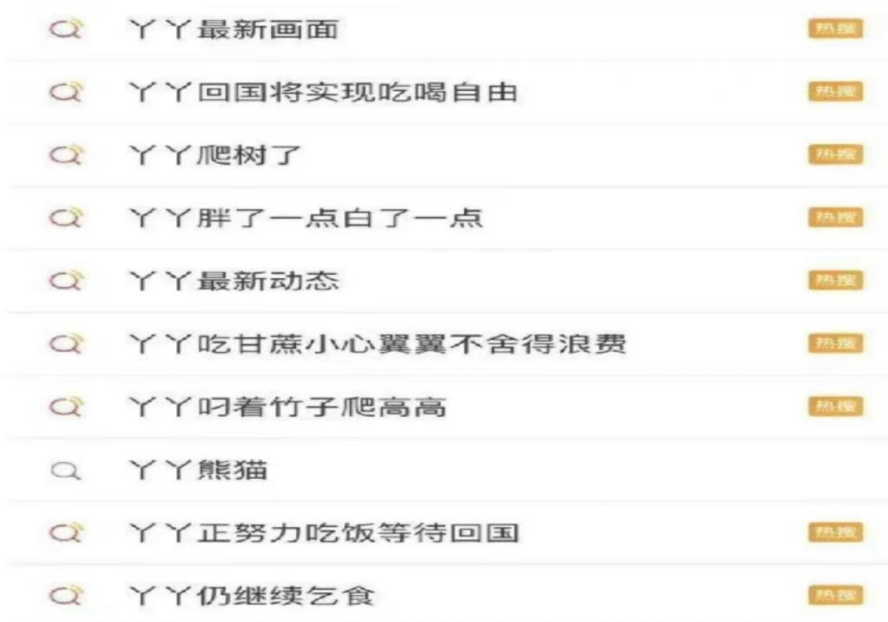 丫丫最新画面 热搜
丫丫回国将实现吃喝自由 热搜
丫丫爬树了 热搜
丫丫胖了一点白了一点 热搜
丫丫最新动态 热搜
丫丫吃甘蔗小心翼翼不舍得浪费 热搜
丫丫叼着竹子爬高高 热搜
丫丫熊猫
丫丫正努力吃饭等待回国 热搜
丫丫仍继续乞食 热搜